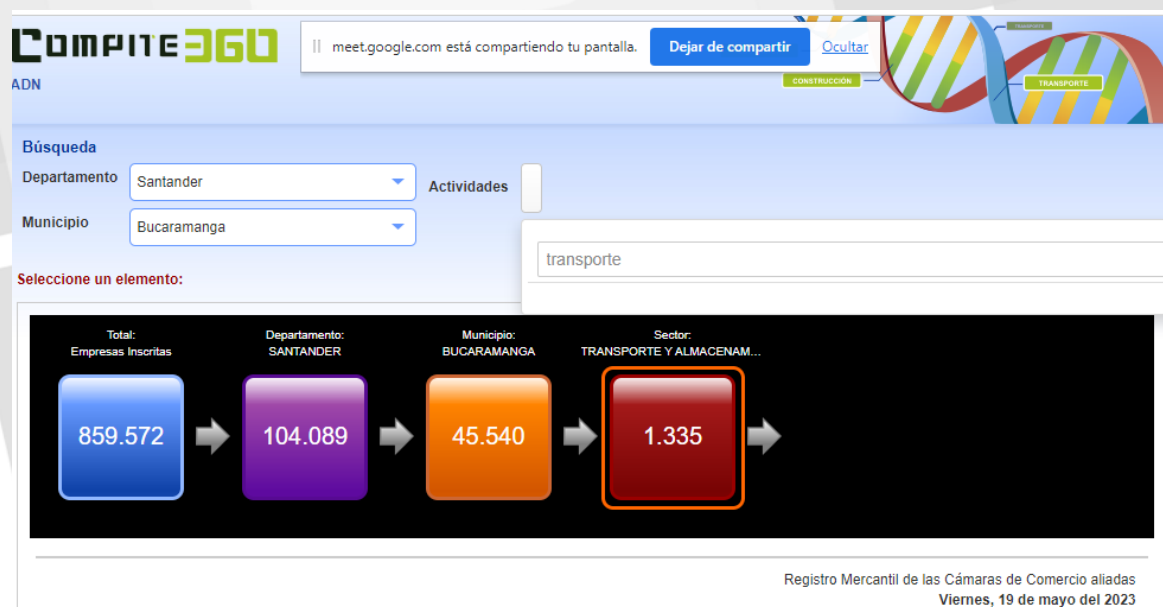 COMPITE360
meet.google.com está compartiendo tu pantalla.
Dejar de compartir
Ocultar
TRANSPORTE
CONSTRUCCIÓN
TRANSPORTE
ADN
Búsqueda
Departamento
Santander
Actividades
Municipio
Bucaramanga
transporte
Seleccione un elemento:
Total:
Empresas Inscritas
Departamento:
SANTANDER
Municipio:
BUCARAMANGA
Sector:
TRANSPORTE Y ALMACENAM...
859.572
104.089
45.540
1.335
Registro Mercantil de las Cámaras de Comercio aliadas
Viernes, 19 de mayo del 2023